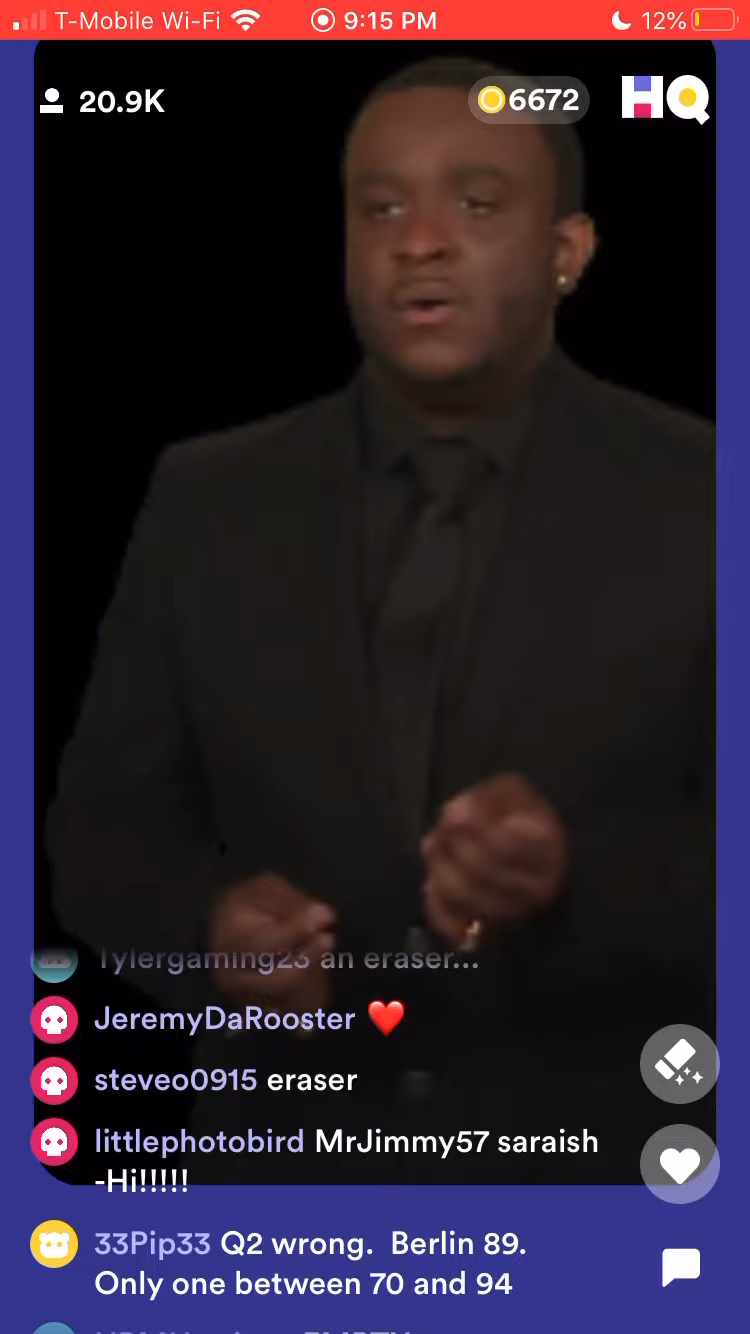 T-Mobile Wi-Fi 9:15 PM 12%
20.9K 6672 HQ
Tylergaming23 an eraser...
JeremyDaRooster ❤️
steveo0915 eraser
littlephotobird MrJimmy57 saraish
-Hi!!!!!
33Pip33 Q2 wrong. Berlin 89.
Only one between 70 and 94